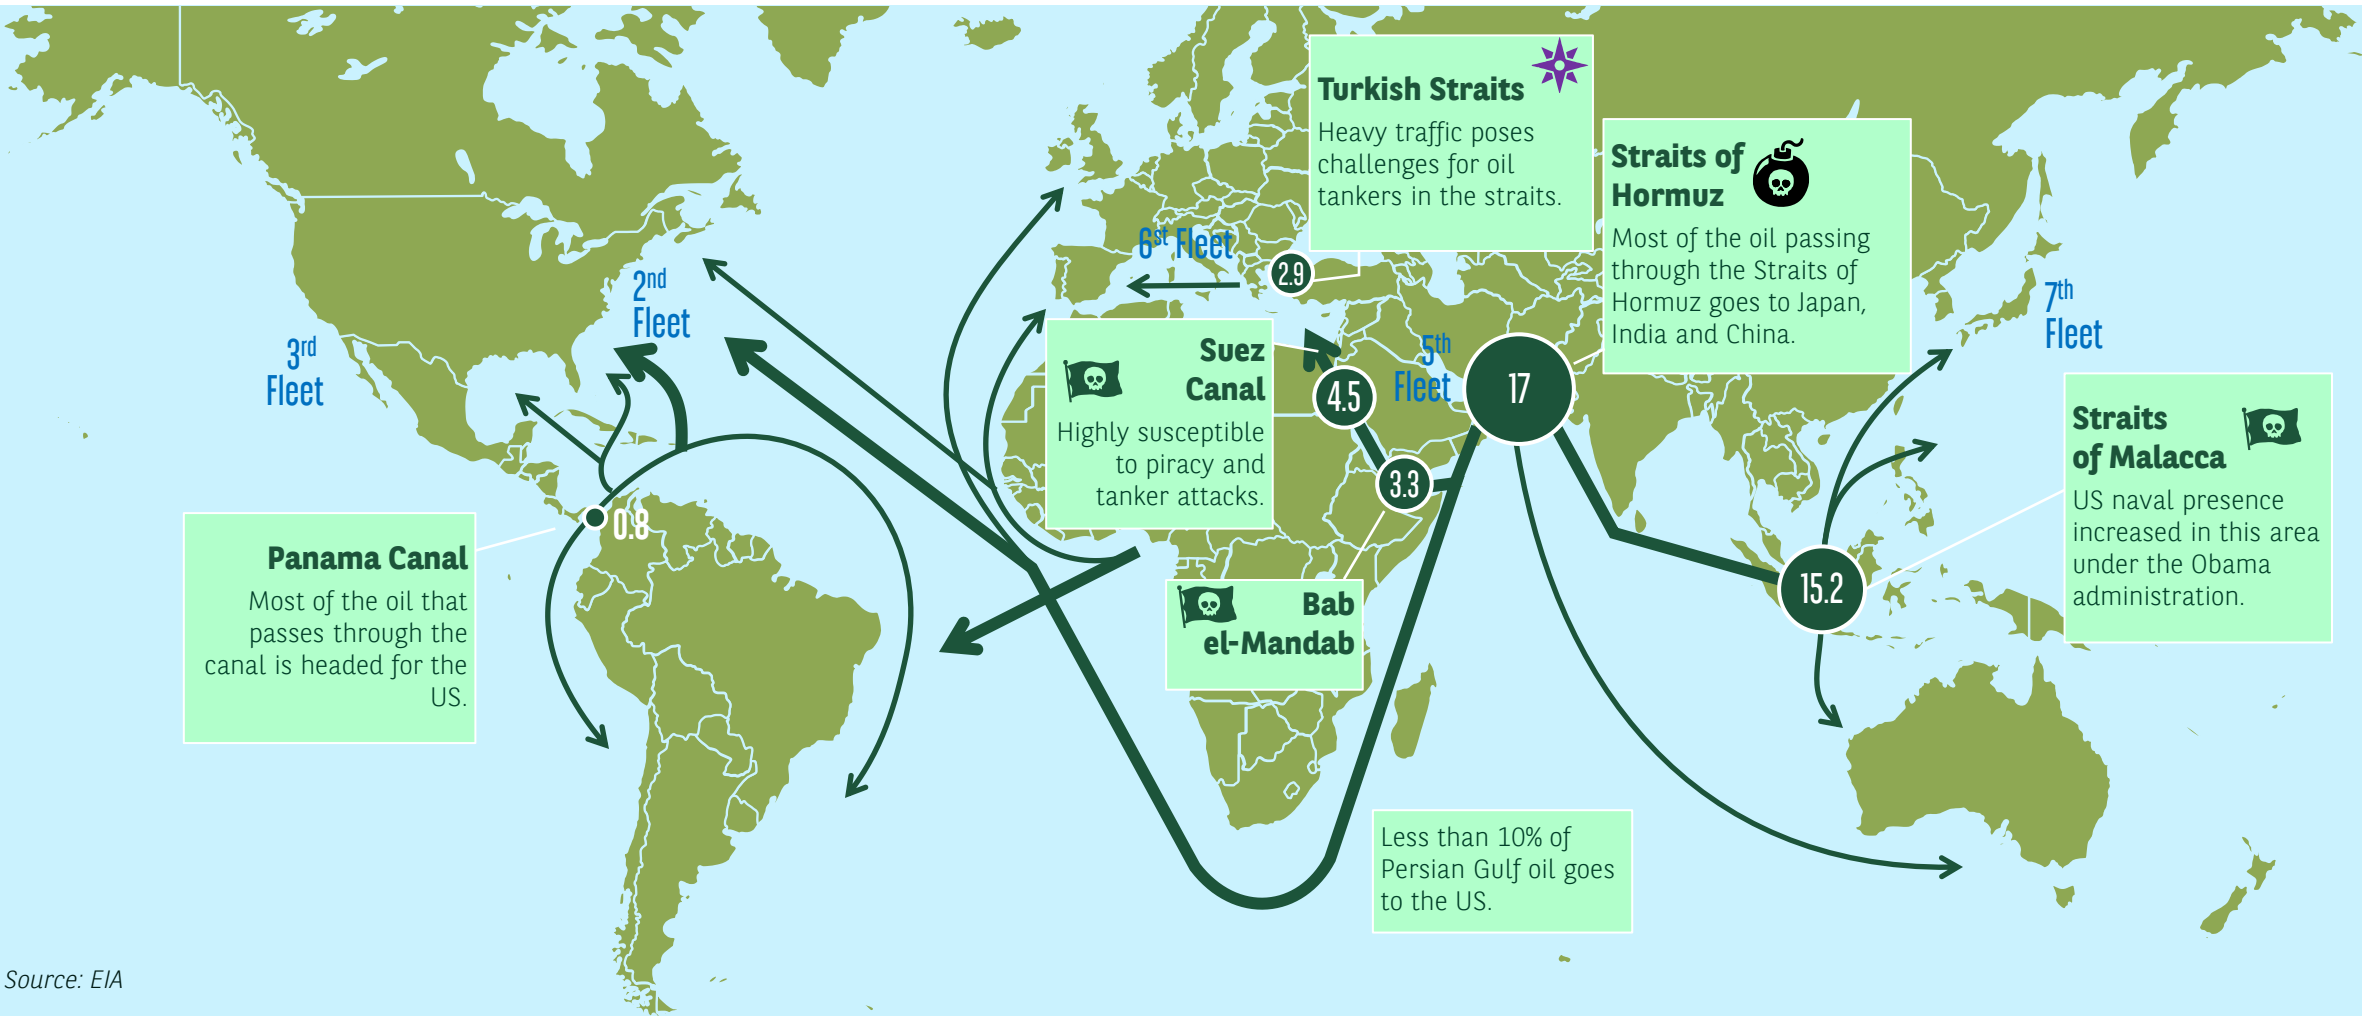 Turkish Straits
Heavy traffic poses
challenges for oil
tankers in the straits.
Straits of
Hormuz
Most of the oil passing
through the Straits of
Hormuz goes to Japan,
India and China.
6st Fleet
2.9
2nd
Fleet
3rd
Fleet
5th
Fleet
7th
Fleet
Suez
Canal
Highly susceptible
to piracy and
tanker attacks.
4.5
17
3.3
Straits
of Malacca
US naval presence
increased in this area
under the Obama
administration.
15.2
0.8
Panama Canal
Most of the oil that
passes through the
canal is headed for the
US.
Bab
el-Mandab
Less than 10% of
Persian Gulf oil goes
to the US.
Source: EIA